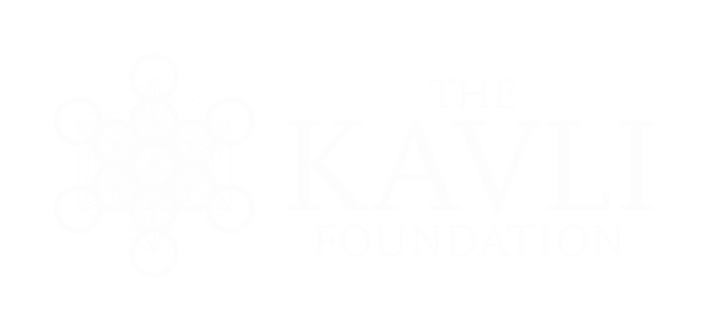 THE
KAVLI
FOUNDATION